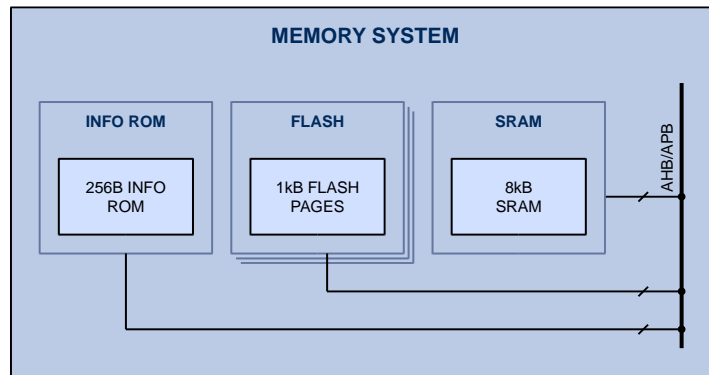 MEMORY SYSTEM
INFO ROM
FLASH
SRAM
AHB/APB
256B INFO
ROM
1kB FLASH
PAGES
8kB
SRAM